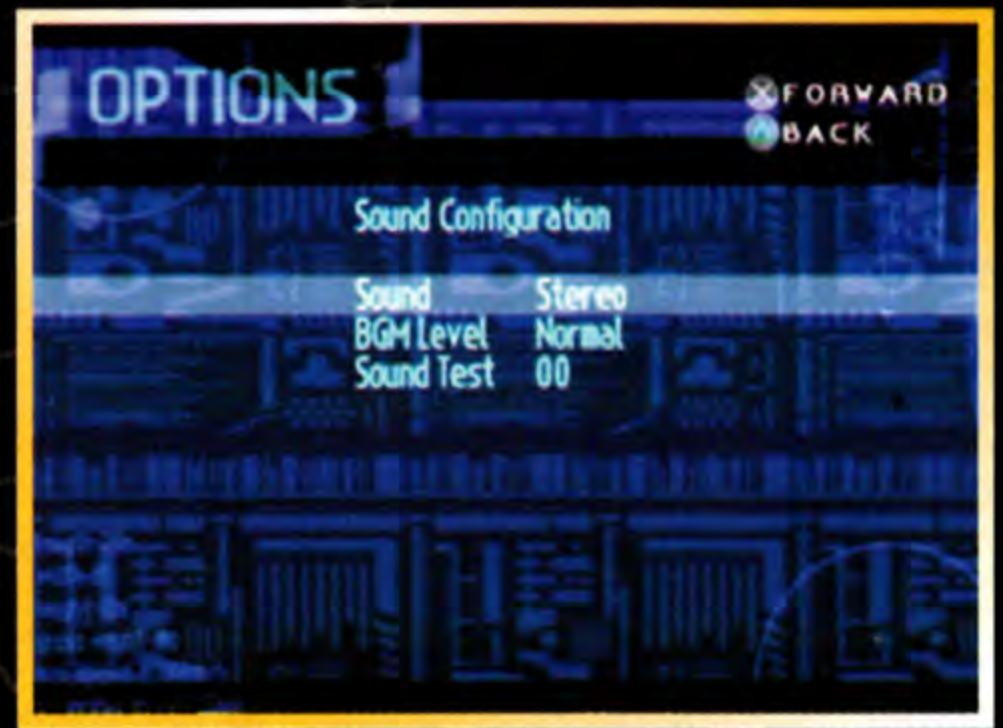 OPTIONS
FORWARD
BACK
Sound Configuration
Sound Stereo
BGM Level Normal
Sound Test 00